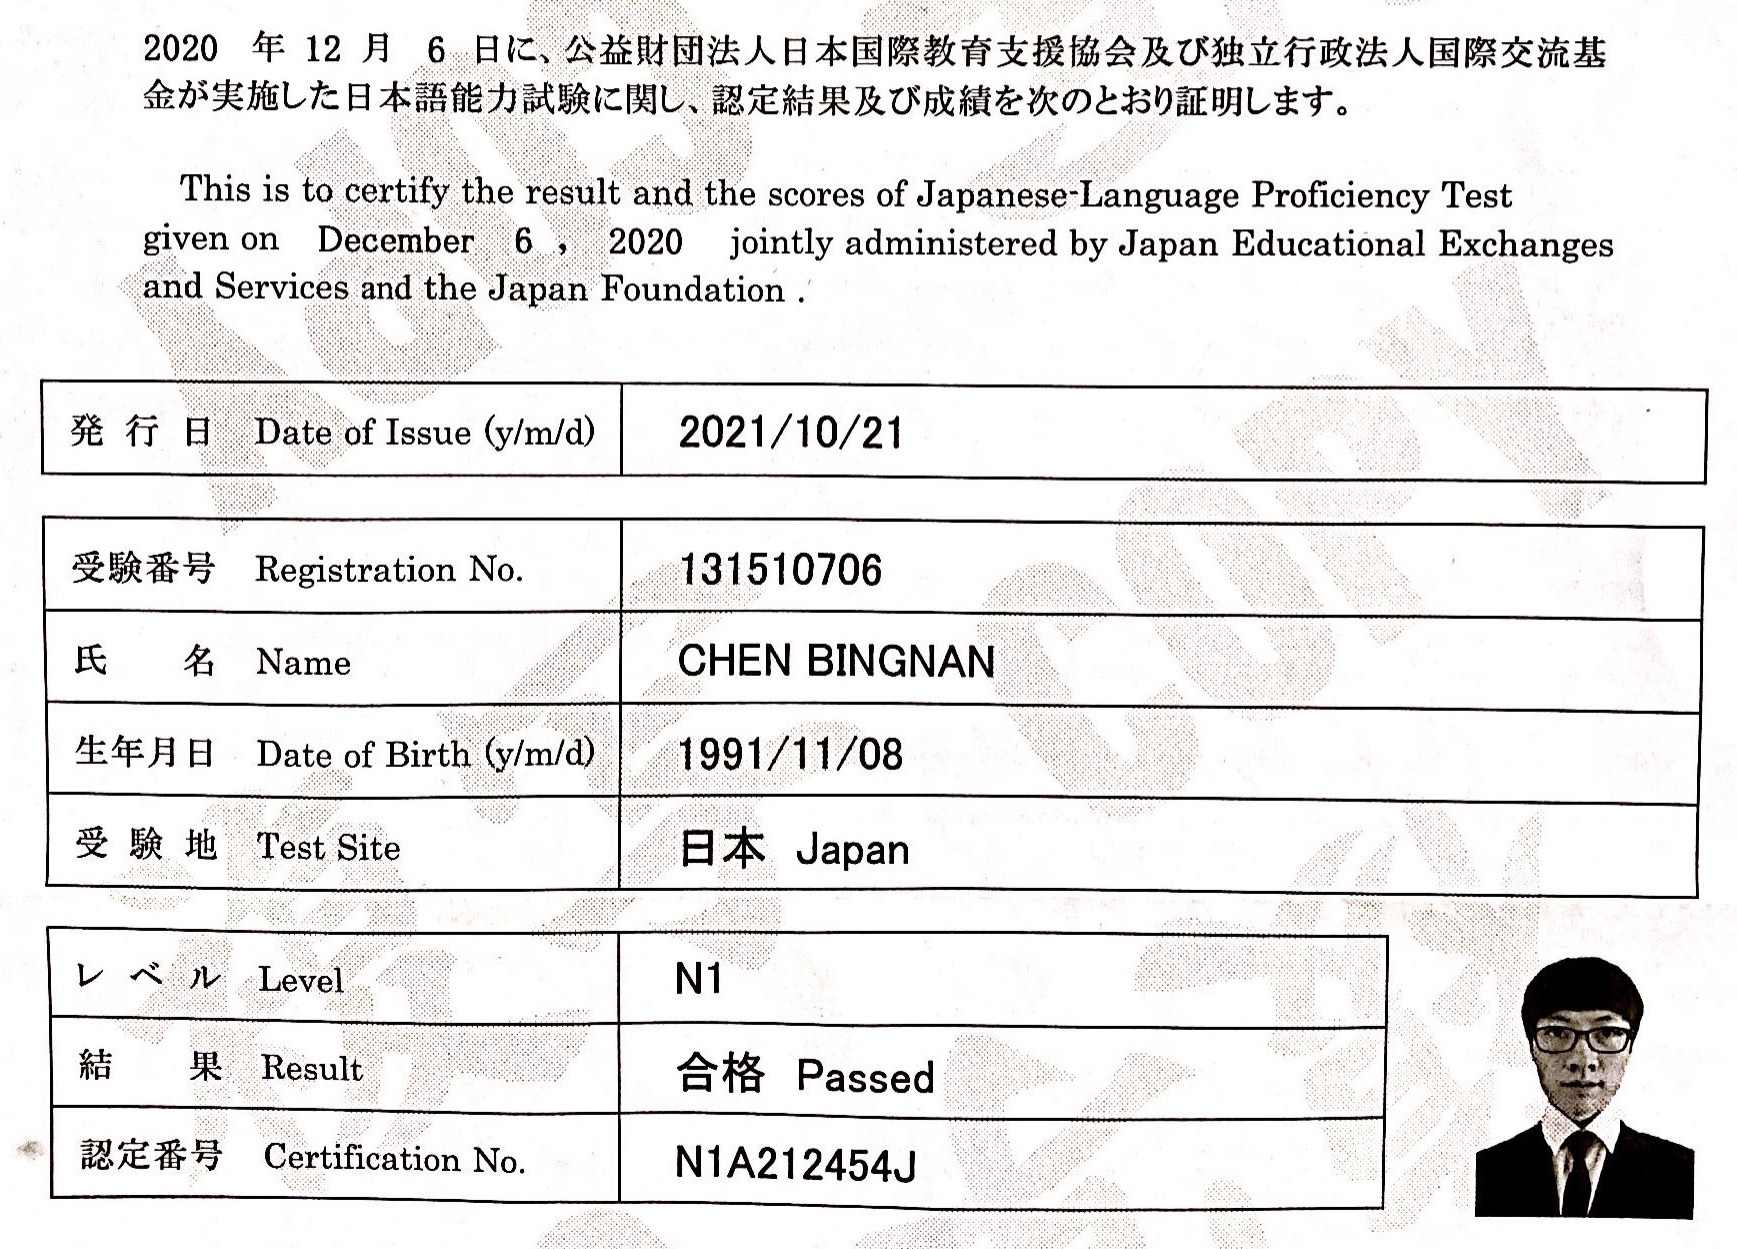 2020 年 12 月 6 日に、公益財団法人日本国際教育支援協会及び独立行政法人国際交流基
金が実施した日本語能力試験に関し、認定結果及び成績を次のとおり証明します。
This is to certify the result and the scores of Japanese-Language Proficiency Test
given on December 6 , 2020 jointly administered by Japan Educational Exchanges
and Services and the Japan Foundation .
発行日 Date of Issue (y/m/d) 2021/10/21
受験番号 Registration No. 131510706
氏名 Name CHEN BINGNAN
生年月日 Date of Birth (y/m/d) 1991/11/08
受験地 Test Site 日本 Japan
レベル Level N1
結果 Result 合格 Passed
認定番号 Certification No. N1A212454J